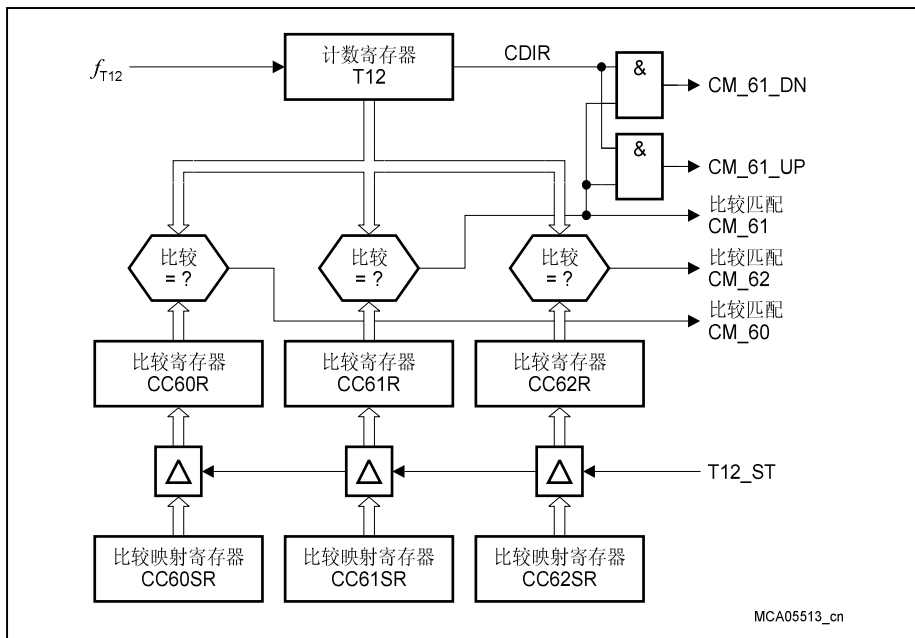 计数寄存器
T12
fT12
CDIR
&
CM_61_DN
&
CM_61_UP
比较匹配
CM_61
比较
= ?
比较
= ?
比较
= ?
比较匹配
CM_62
比较匹配
CM_60
比较寄存器
CC60R
比较寄存器
CC61R
比较寄存器
CC62R
T12_ST
比较映射寄存器
CC60SR
比较映射寄存器
CC61SR
比较映射寄存器
CC62SR
MCA05513_cn